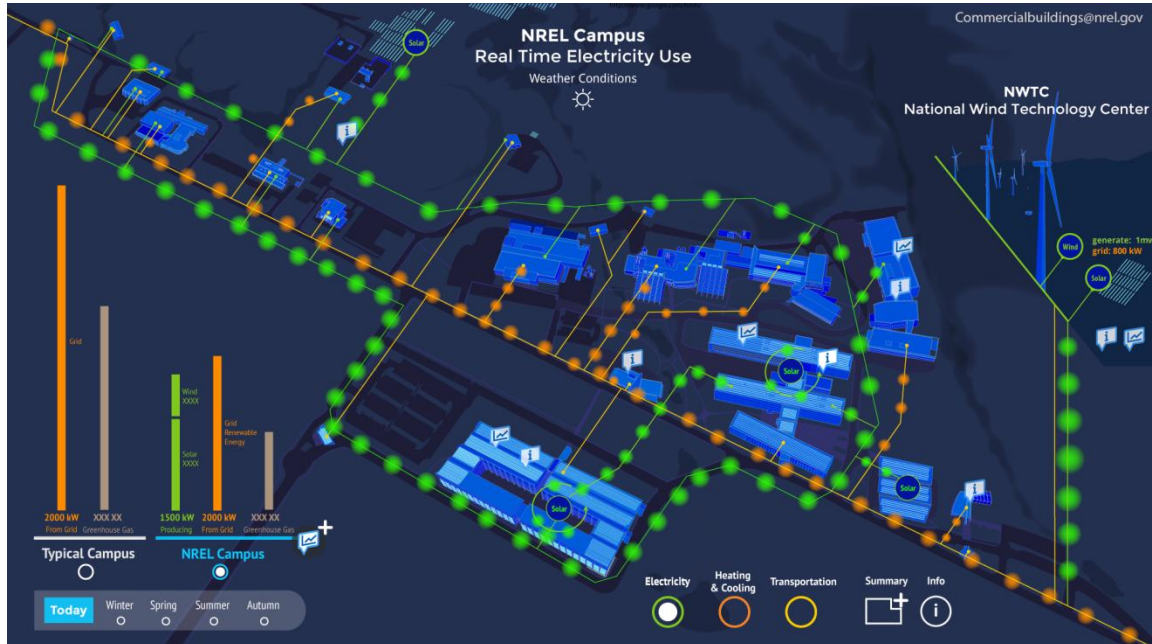 Commercialbuildings@nrel.gov
NREL Campus
Real Time Electricity Use
Weather Conditions
NWTC
National Wind Technology Center
Solar
i
Wind
generate: 1mw
grid: 800 kW
Solar
i
i
i
i
i
Solar
i
Solar
Solar
i
Grid
Wind
XXXX
Solar
XXXX
Grid
Renewable
Energy
2000 kW
From Grid
XXX XX
Greenhouse Gas
1500 kW
Producing
2000 kW
From Grid
XXX XX
Greenhouse Gas
Typical Campus
NREL Campus
Today
Winter
Spring
Summer
Autumn
Electricity
Heating
& Cooling
Transportation
Summary
Info
i